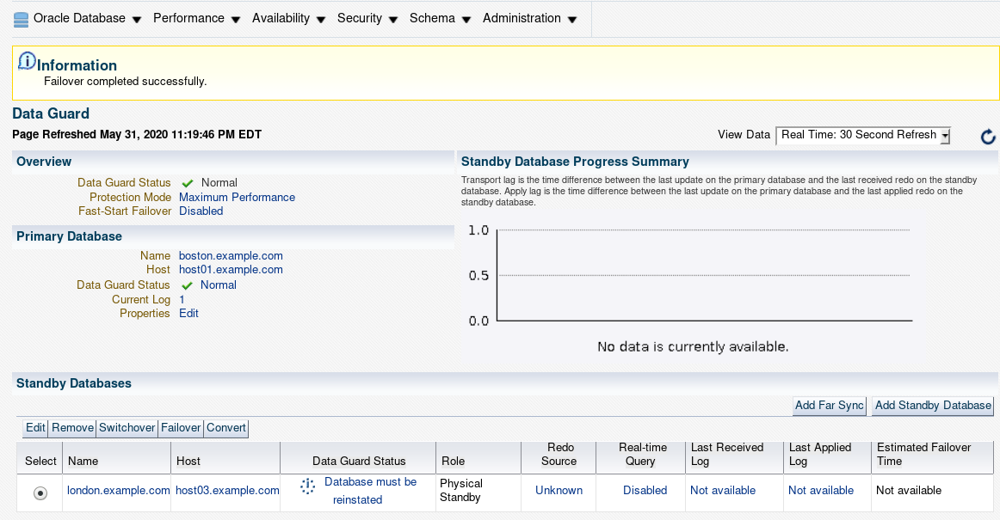 Oracle Database Performance Availability Security Schema Administration
Information
Failover completed successfully.
Data Guard
Page Refreshed May 31, 2020 11:19:46 PM EDT
View Data Real Time: 30 Second Refresh
Overview
Data Guard Status Normal
Protection Mode Maximum Performance
Fast-Start Failover Disabled
Primary Database
Name boston.example.com
Host host01.example.com
Data Guard Status Normal
Current Log 1
Properties Edit
Standby Database Progress Summary
Transport lag is the time difference between the last update on the primary database and the last received redo on the standby
database. Apply lag is the time difference between the last update on the primary database and the last applied redo on the
standby database.
1.0
0.5
0.0
No data is currently available.
Standby Databases
Add Far Sync Add Standby Database
Edit Remove Switchover Failover Convert
Select Name Host Data Guard Status Role Redo Source Real-time Query Last Received Log Last Applied Log Estimated Failover Time
london.example.com host03.example.com Database must be reinstated Physical Standby Unknown Disabled Not available Not available Not available